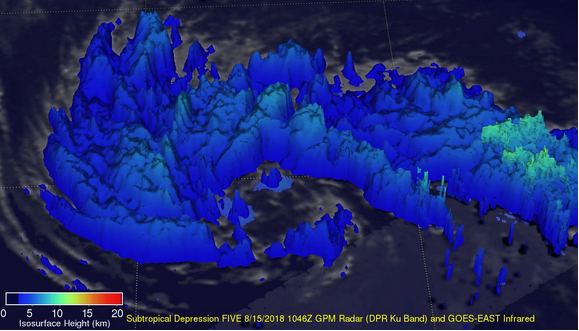 0 5 10 15 20
Isosurface Height (km)
Subtropical Depression FIVE 8/15/2018 1046Z GPM Radar (DPR Ku Band) and GOES-EAST Infrared